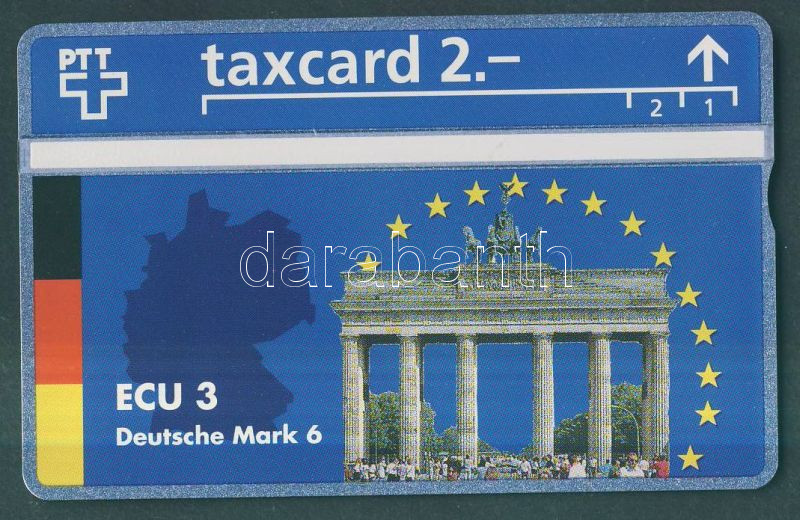 PTT
taxcard 2.–
2 1
darabanth
ECU 3
Deutsche Mark 6